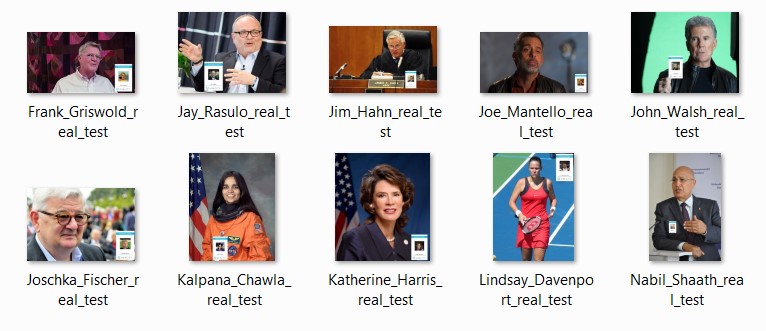 Frank_Griswold_r
eal_test
Jay_Rasulo_real_t
est
Jim_Hahn_real_te
st
Joe_Mantello_rea
l_test
John_Walsh_real_
test
Joschka_Fischer_r
eal_test
Kalpana_Chawla_
real_test
Katherine_Harris_
real_test
Lindsay_Davenpo
rt_real_test
Nabil_Shaath_rea
l_test